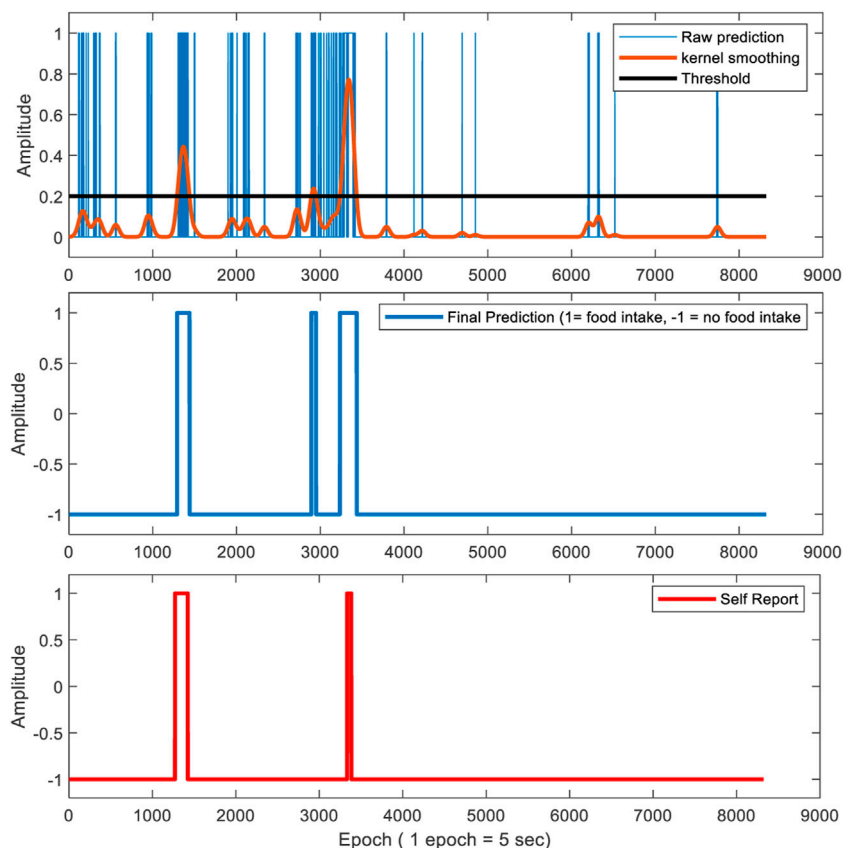 1
0.8
0.6
0.4
0.2
0
Amplitude
Raw prediction
kernel smoothing
Threshold
0 1000 2000 3000 4000 5000 6000 7000 8000 9000
1
0.5
0
-0.5
-1
Amplitude
Final Prediction (1= food intake, -1 = no food intake
0 1000 2000 3000 4000 5000 6000 7000 8000 9000
1
0.5
0
-0.5
-1
Amplitude
Self Report
0 1000 2000 3000 4000 5000 6000 7000 8000 9000
Epoch ( 1 epoch = 5 sec)